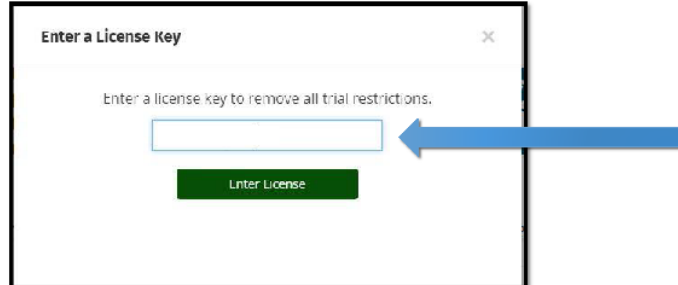 Enter a License Key
Enter a license key to remove all trial restrictions.
Enter License